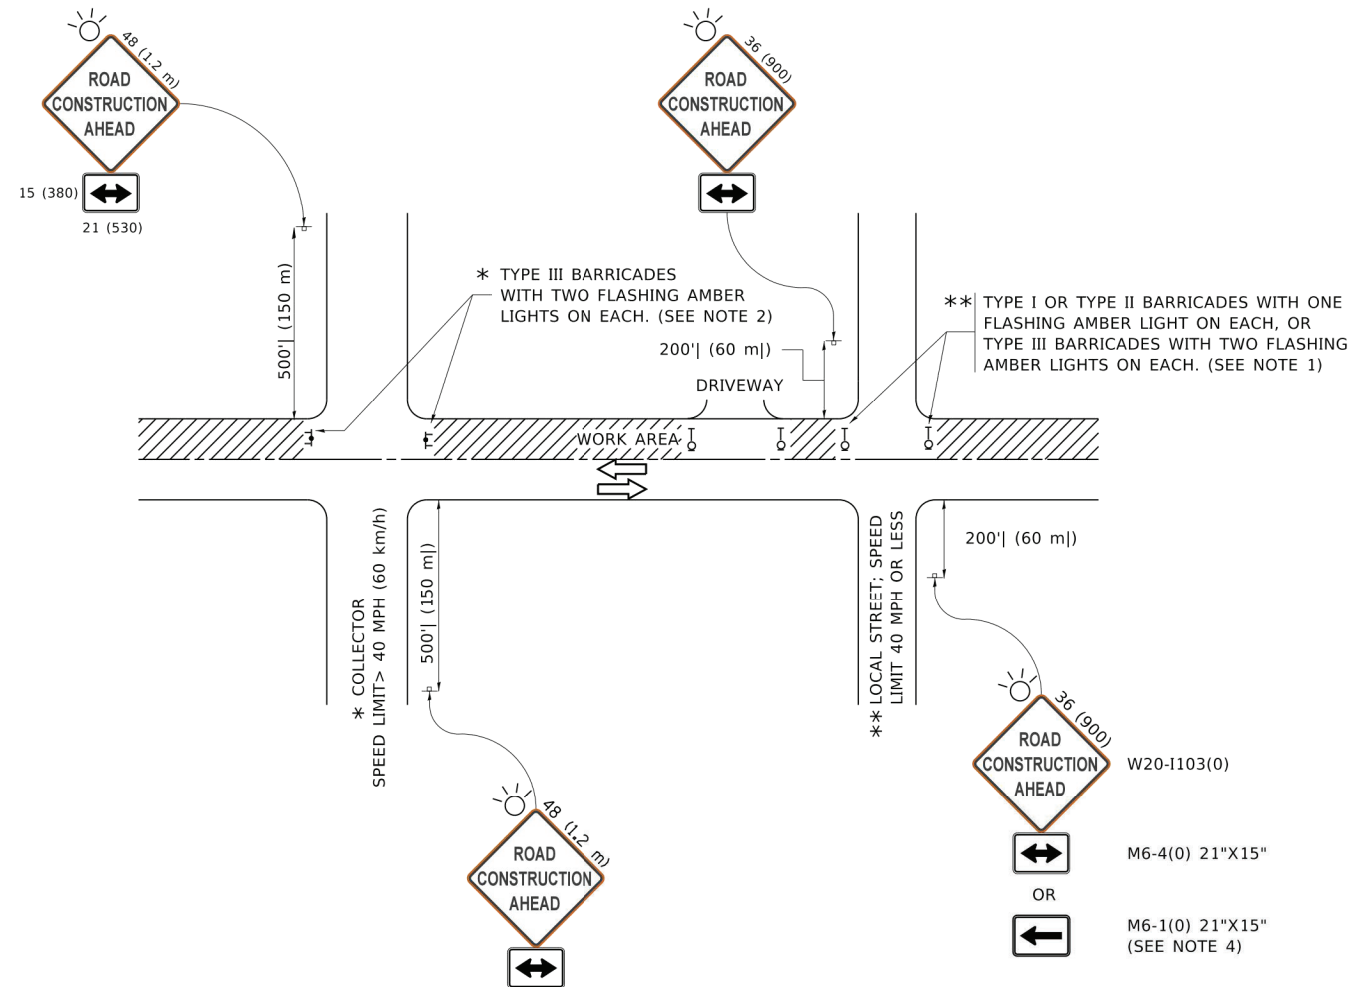 48 (1.2 m)
ROAD
CONSTRUCTION
AHEAD
15 (380)
21 (530)
36 (900)
ROAD
CONSTRUCTION
AHEAD
500'| (150 m)
* TYPE III BARRICADES
WITH TWO FLASHING AMBER
LIGHTS ON EACH. (SEE NOTE 2)
200'| (60 m|)
DRIVEWAY
** TYPE I OR TYPE II BARRICADES WITH ONE
FLASHING AMBER LIGHT ON EACH, OR
TYPE III BARRICADES WITH TWO FLASHING
AMBER LIGHTS ON EACH. (SEE NOTE 1)
WORK AREA
* COLLECTOR
SPEED LIMIT> 40 MPH (60 km/h)
500'| (150 m|)
** LOCAL STREET; SPEED
LIMIT 40 MPH OR LESS
200'| (60 m|)
48 (1.2 m)
ROAD
CONSTRUCTION
AHEAD
36 (900)
ROAD
CONSTRUCTION
AHEAD
W20-I103(0)
M6-4(0) 21"X15"
OR
M6-1(0) 21"X15"
(SEE NOTE 4)